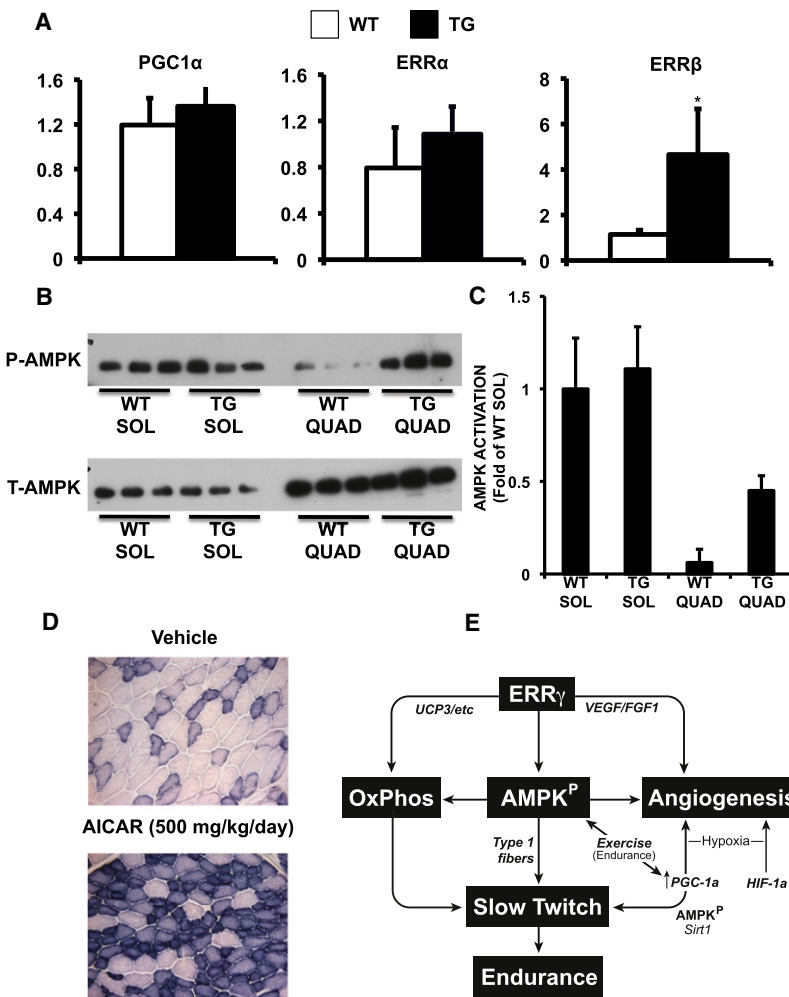 A
WT
TG
PGC1α
1.6
1.2
0.8
0.4
0
ERRα
1.6
1.2
0.8
0.4
0
ERRβ
8
6
4
2
0
*
B
P-AMPK
WT
SOL
TG
SOL
WT
QUAD
TG
QUAD
T-AMPK
WT
SOL
TG
SOL
WT
QUAD
TG
QUAD
C
AMPK ACTIVATION
(Fold of WT SOL)
1.5
1
0.5
0
WT
SOL
TG
SOL
WT
QUAD
TG
QUAD
D
Vehicle
AICAR (500 mg/kg/day)
E
ERRγ
UCP3/etc
VEGF/FGF1
OxPhos
AMPKᴾ
Angiogenesis
Type 1
fibers
Exercise
(Endurance)
Hypoxia
↑PGC-1a
HIF-1a
AMPKᴾ
Sirt1
Slow Twitch
Endurance